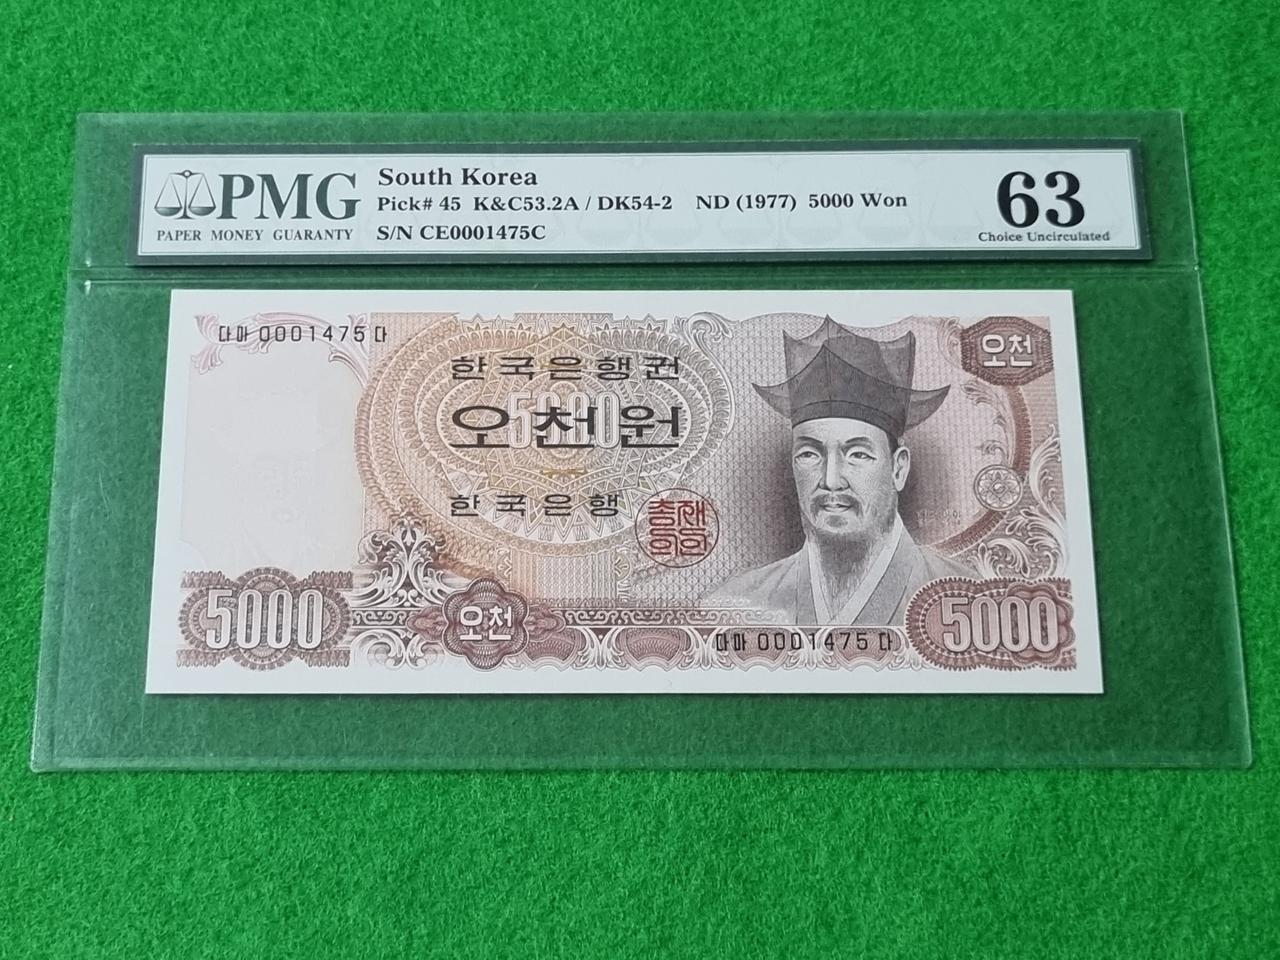 PMG
PAPER MONEY GUARANTY
South Korea
Pick# 45 K&C53.2A / DK54-2 ND (1977) 5000 Won
S/N CE0001475C
63
Choice Uncirculated
다마 0001475 다
오천
한국은행권
5000
오천원
한국은행
총재의인
5000
오천
다마 0001475 다
5000